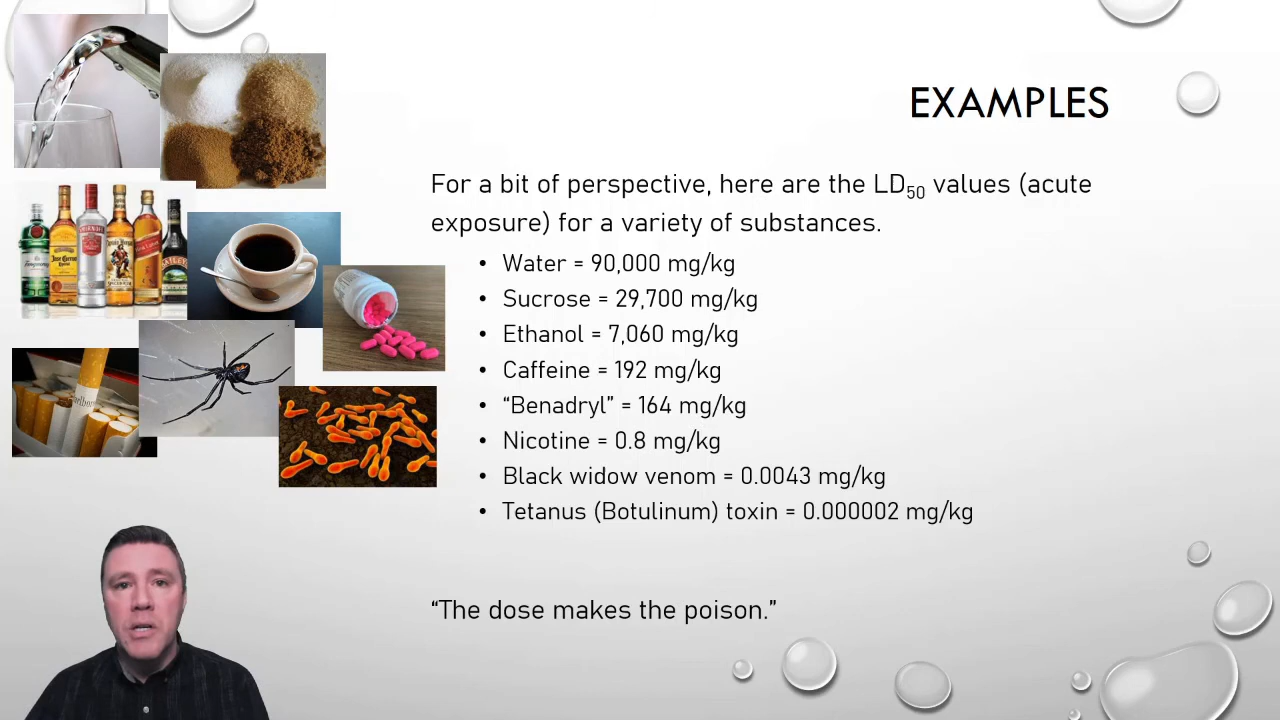 EXAMPLES
For a bit of perspective, here are the LD50 values (acute
exposure) for a variety of substances.
• Water = 90,000 mg/kg
• Sucrose = 29,700 mg/kg
• Ethanol = 7,060 mg/kg
• Caffeine = 192 mg/kg
• “Benadryl” = 164 mg/kg
• Nicotine = 0.8 mg/kg
• Black widow venom = 0.0043 mg/kg
• Tetanus (Botulinum) toxin = 0.000002 mg/kg
“The dose makes the poison.”